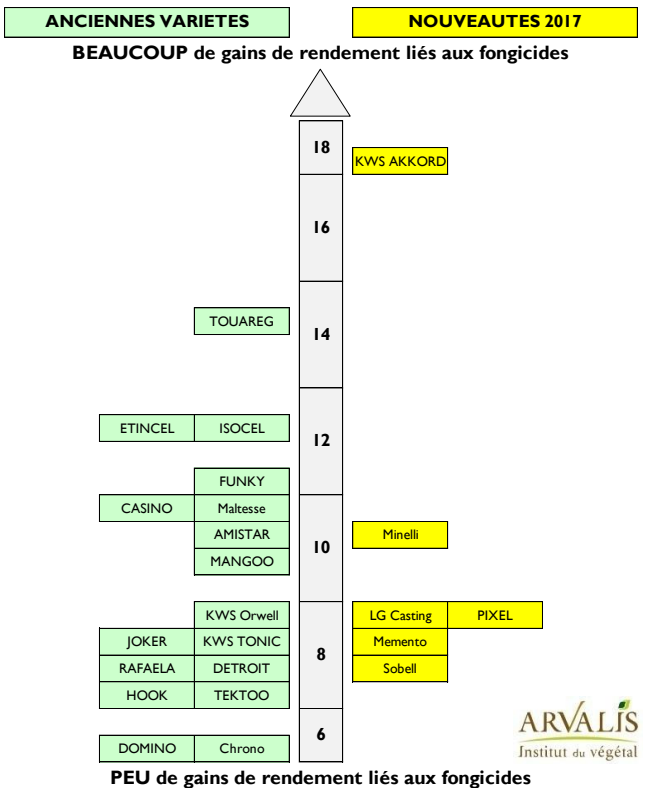 ANCIENNES VARIETES NOUVEAUTES 2017
BEAUCOUP de gains de rendement liés aux fongicides
18
KWS AKKORD
16
TOUAREG
14
ETINCEL ISOCEL
12
FUNKY
CASINO Maltesse
AMISTAR Minelli
10
MANGOO
KWS Orwell LG Casting PIXEL
JOKER KWS TONIC Memento
8
RAFAELA DETROIT Sobell
HOOK TEKTOO
6
DOMINO Chrono
ARVALIS
Institut du végétal
PEU de gains de rendement liés aux fongicides